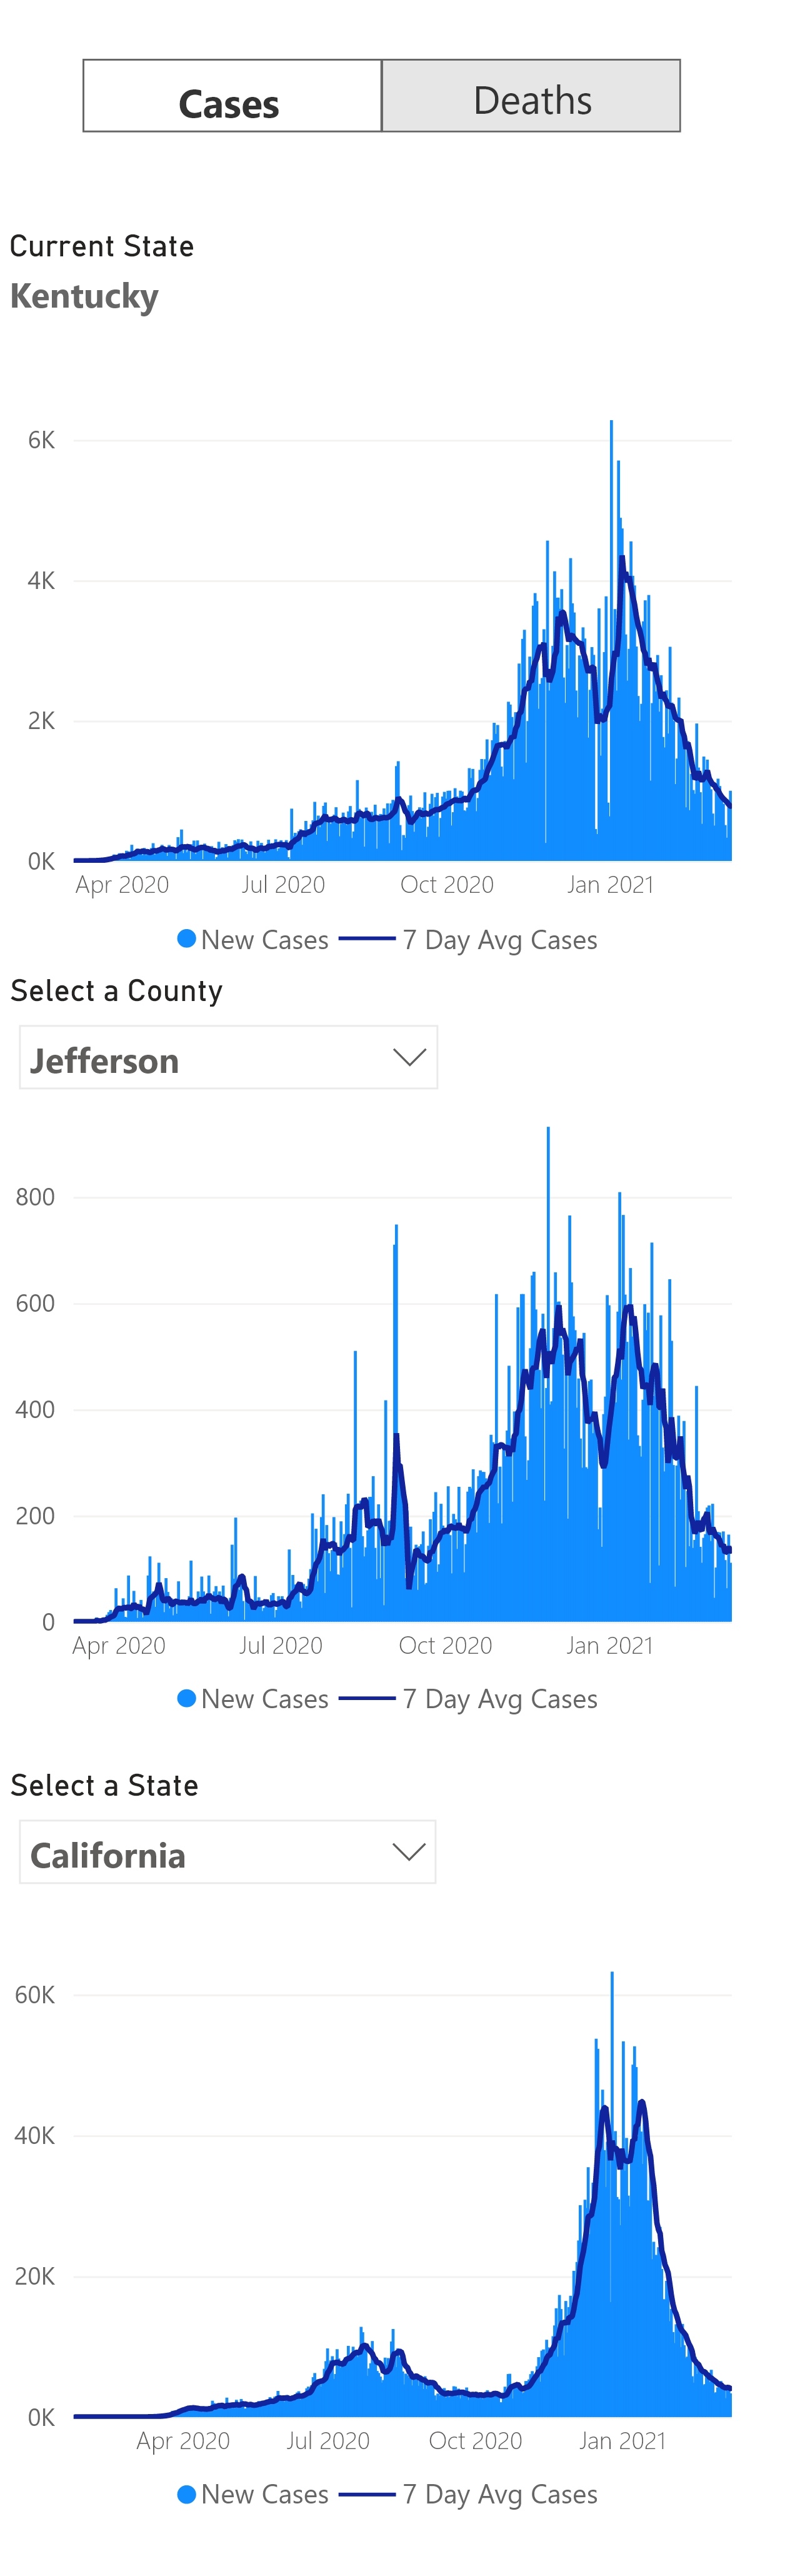 Cases Deaths
Current State
Kentucky
6K
4K
2K
0K
Apr 2020 Jul 2020 Oct 2020 Jan 2021
New Cases 7 Day Avg Cases
Select a County
Jefferson
800
600
400
200
0
Apr 2020 Jul 2020 Oct 2020 Jan 2021
New Cases 7 Day Avg Cases
Select a State
California
60K
40K
20K
0K
Apr 2020 Jul 2020 Oct 2020 Jan 2021
New Cases 7 Day Avg Cases